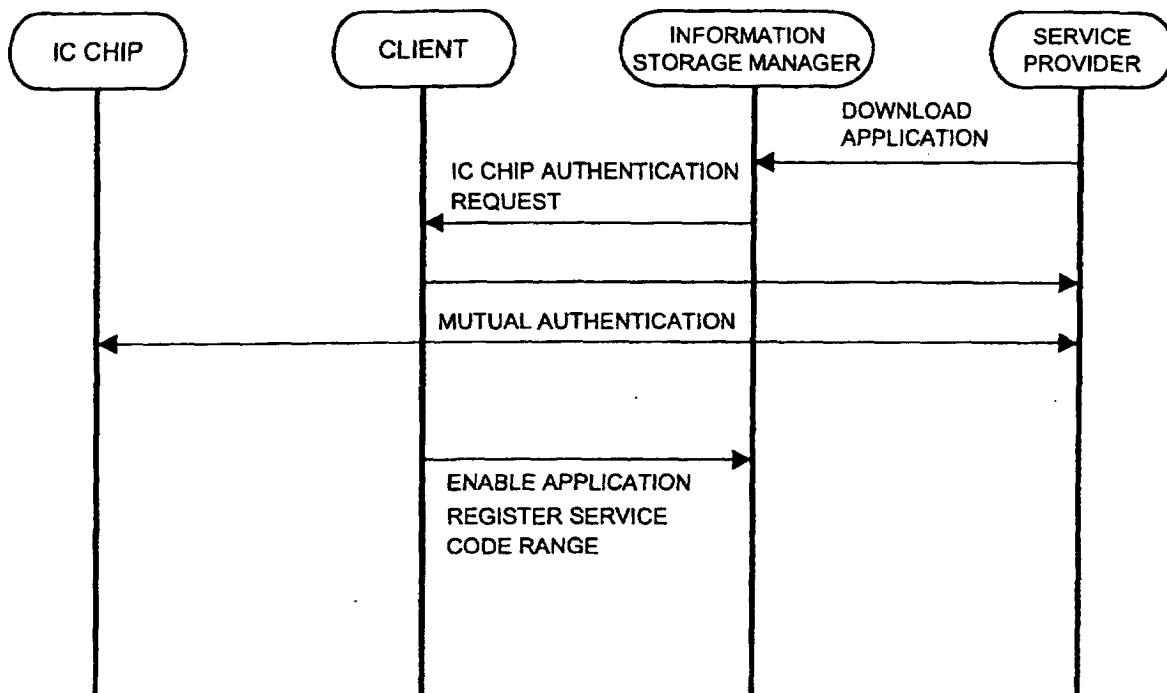 IC CHIP
CLIENT
INFORMATION
STORAGE MANAGER
SERVICE
PROVIDER
DOWNLOAD
APPLICATION
IC CHIP AUTHENTICATION
REQUEST
MUTUAL AUTHENTICATION
ENABLE APPLICATION
REGISTER SERVICE
CODE RANGE